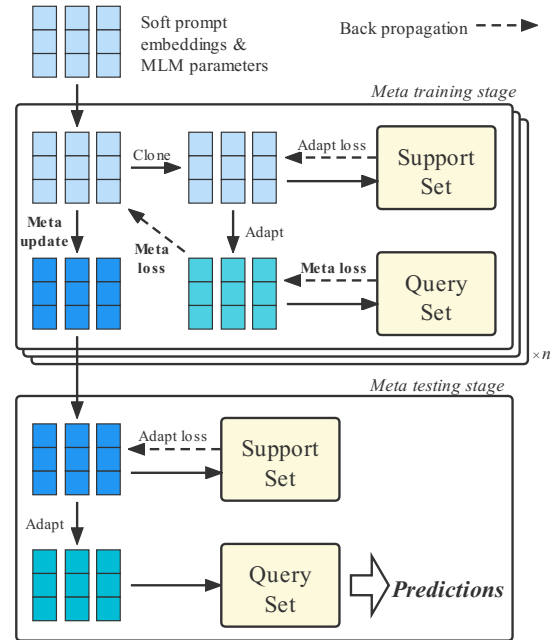 Soft prompt
embeddings &
MLM parameters
Back propagation
Meta training stage
Clone
Adapt loss
Support
Set
Meta
update
Meta
loss
Adapt
Meta loss
Query
Set
× n
Meta testing stage
Adapt loss
Support
Set
Adapt
Query
Set
Predictions